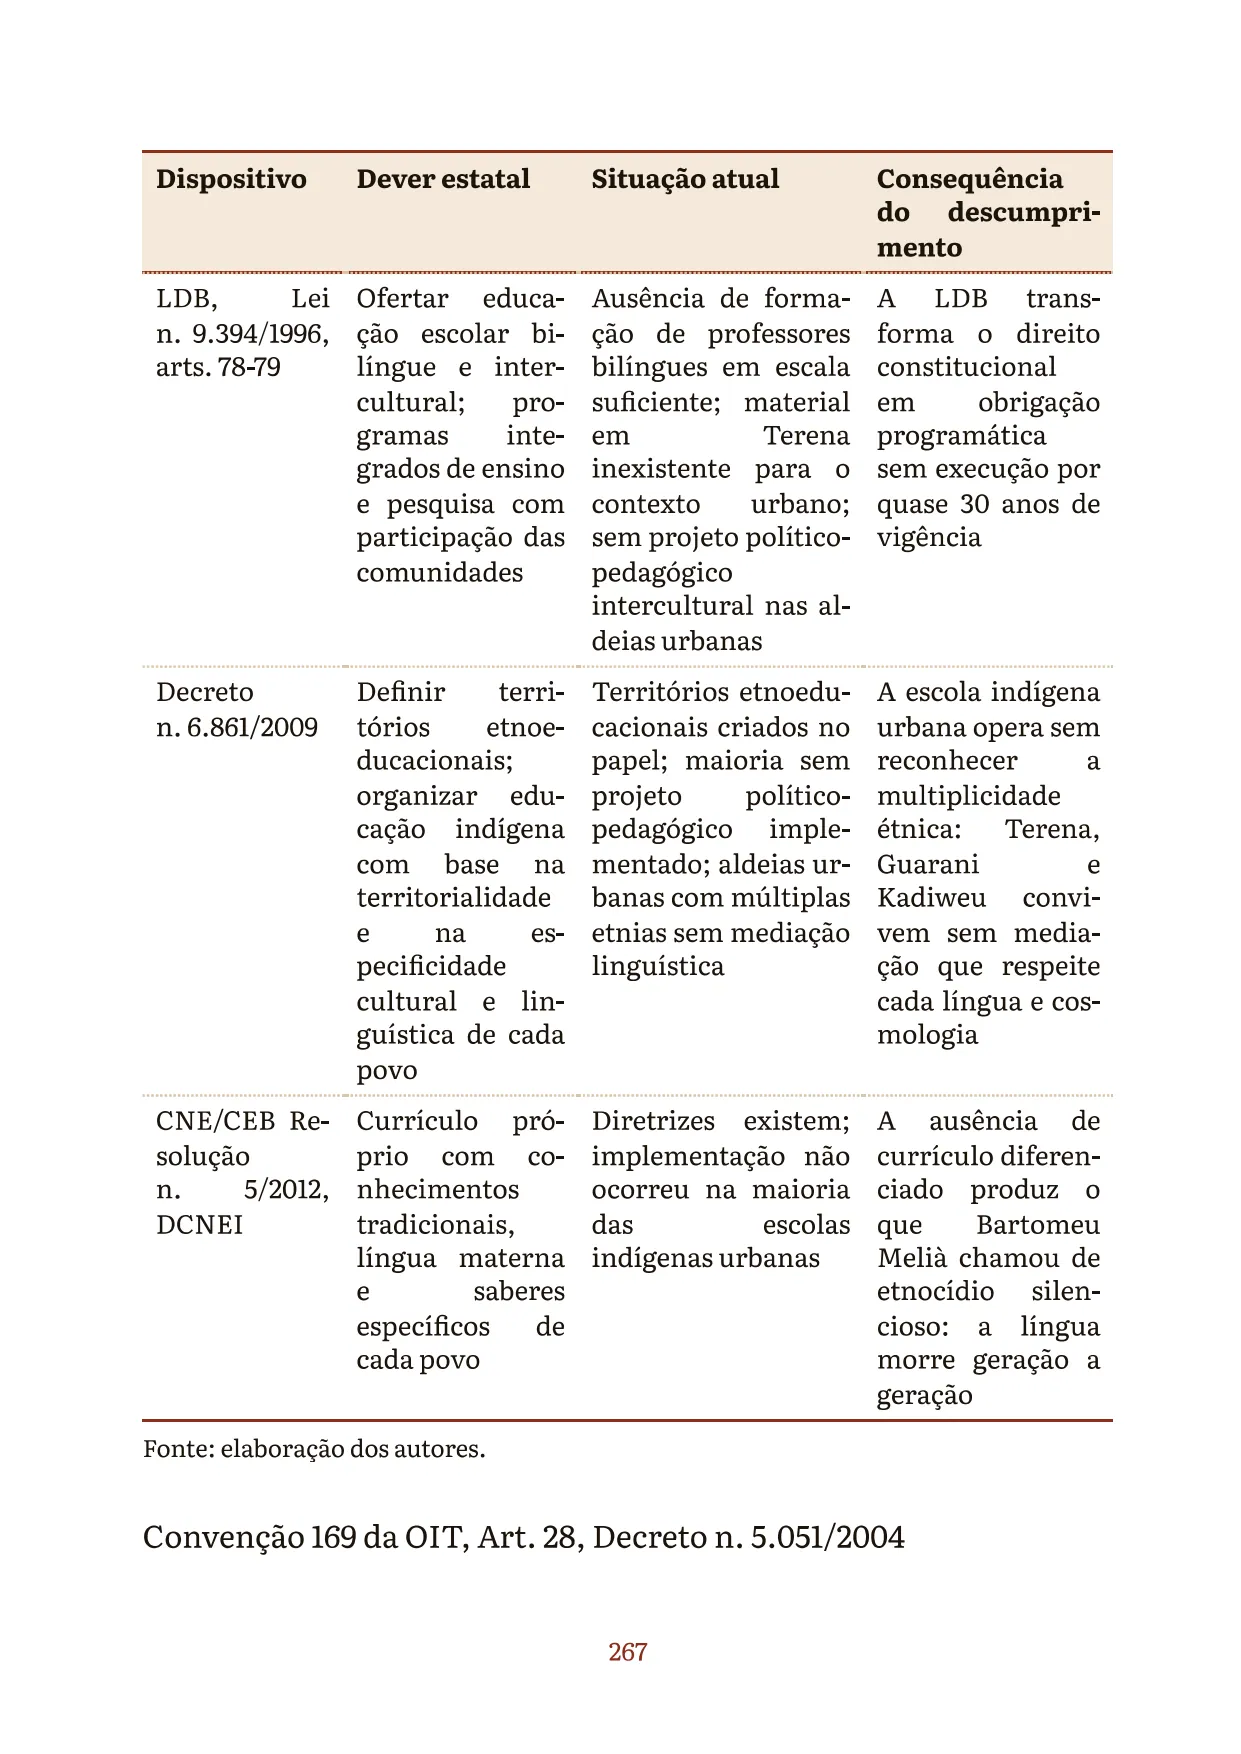 Dispositivo
Dever estatal
Situação atual
Consequência
do descumpri-
mento
LDB, Lei
n. 9.394/1996,
arts. 78-79
Ofertar educa-
ção escolar bi-
língue e inter-
cultural; pro-
gramas inte-
grados de ensino
e pesquisa com
participação das
comunidades
Ausência de forma-
ção de professores
bilíngues em escala
suficiente; material
em Terena
inexistente para o
contexto urbano;
sem projeto político-
pedagógico
intercultural nas al-
deias urbanas
A LDB trans-
forma o direito
constitucional
em obrigação
programática
sem execução por
quase 30 anos de
vigência
Decreto
n. 6.861/2009
Definir terri-
tórios etnoe-
ducacionais;
organizar edu-
cação indígena
com base na
territorialidade
e na es-
pecificidade
cultural e lin-
guística de cada
povo
Territórios etnoedu-
cacionais criados no
papel; maioria sem
projeto político-
pedagógico imple-
mentado; aldeias ur-
banas com múltiplas
etnias sem mediação
linguística
A escola indígena
urbana opera sem
reconhecer a
multiplicidade
étnica: Terena,
Guarani e
Kadiweu convi-
vem sem media-
ção que respeite
cada língua e cos-
mologia
CNE/CEB Re-
solução
n. 5/2012,
DCNEI
Currículo pró-
prio com co-
nhecimentos
tradicionais,
língua materna
e saberes
específicos de
cada povo
Diretrizes existem;
implementação não
ocorreu na maioria
das escolas
indígenas urbanas
A ausência de
currículo diferen-
ciado produz o
que Bartomeu
Melià chamou de
etnocídio silen-
cioso: a língua
morre geração a
geração
Fonte: elaboração dos autores.
Convenção 169 da OIT, Art. 28, Decreto n. 5.051/2004
267